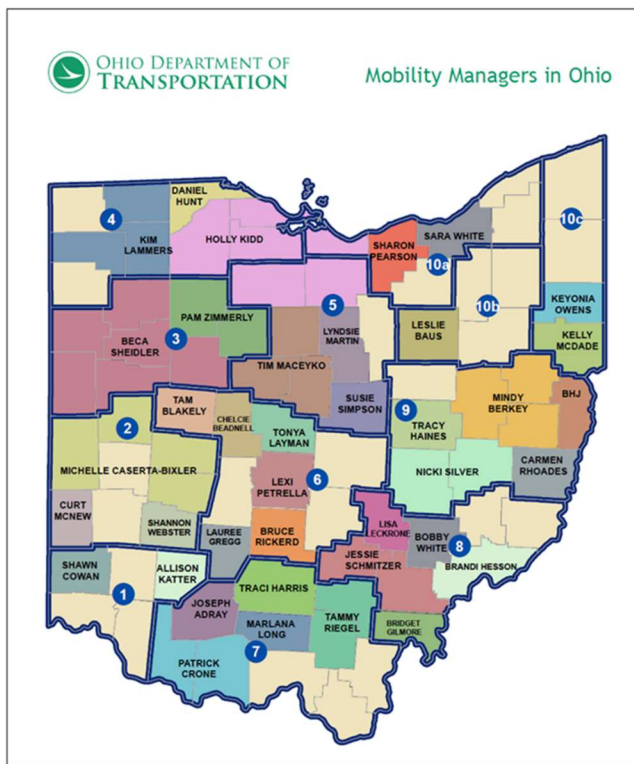 OHIO DEPARTMENT OF
TRANSPORTATION
Mobility Managers in Ohio
DANIEL
HUNT
4
10c
KIM
LAMMERS
HOLLY KIDD
SHARON
PEARSON
SARA WHITE
10a
10b
KEYONIA
OWENS
5
PAM ZIMMERLY
3
BECA
SHEIDLER
LYNDSIE
MARTIN
LESLIE
BAUS
KELLY
MCDADE
TIM MACEYKO
TAM
BLAKELY
CHELCIE
BEADNELL
SUSIE
SIMPSON
MINDY
BERKEY
BHJ
9
TRACY
HAINES
2
TONYA
LAYMAN
MICHELLE CASERTA-BIXLER
LEXI
PETRELLA
6
NICKI SILVER
CARMEN
RHOADES
CURT
MCNEW
SHANNON
WEBSTER
LAUREE
GREGG
BRUCE
RICKERD
LISA
LECKRONE
BOBBY
WHITE
8
JESSIE
SCHMITZER
BRANDI HESSON
SHAWN
COWAN
ALLISON
KATTER
1
TRACI HARRIS
JOSEPH
ADRAY
MARLANA
LONG
TAMMY
RIEGEL
BRIDGET
GILMORE
7
PATRICK
CRONE